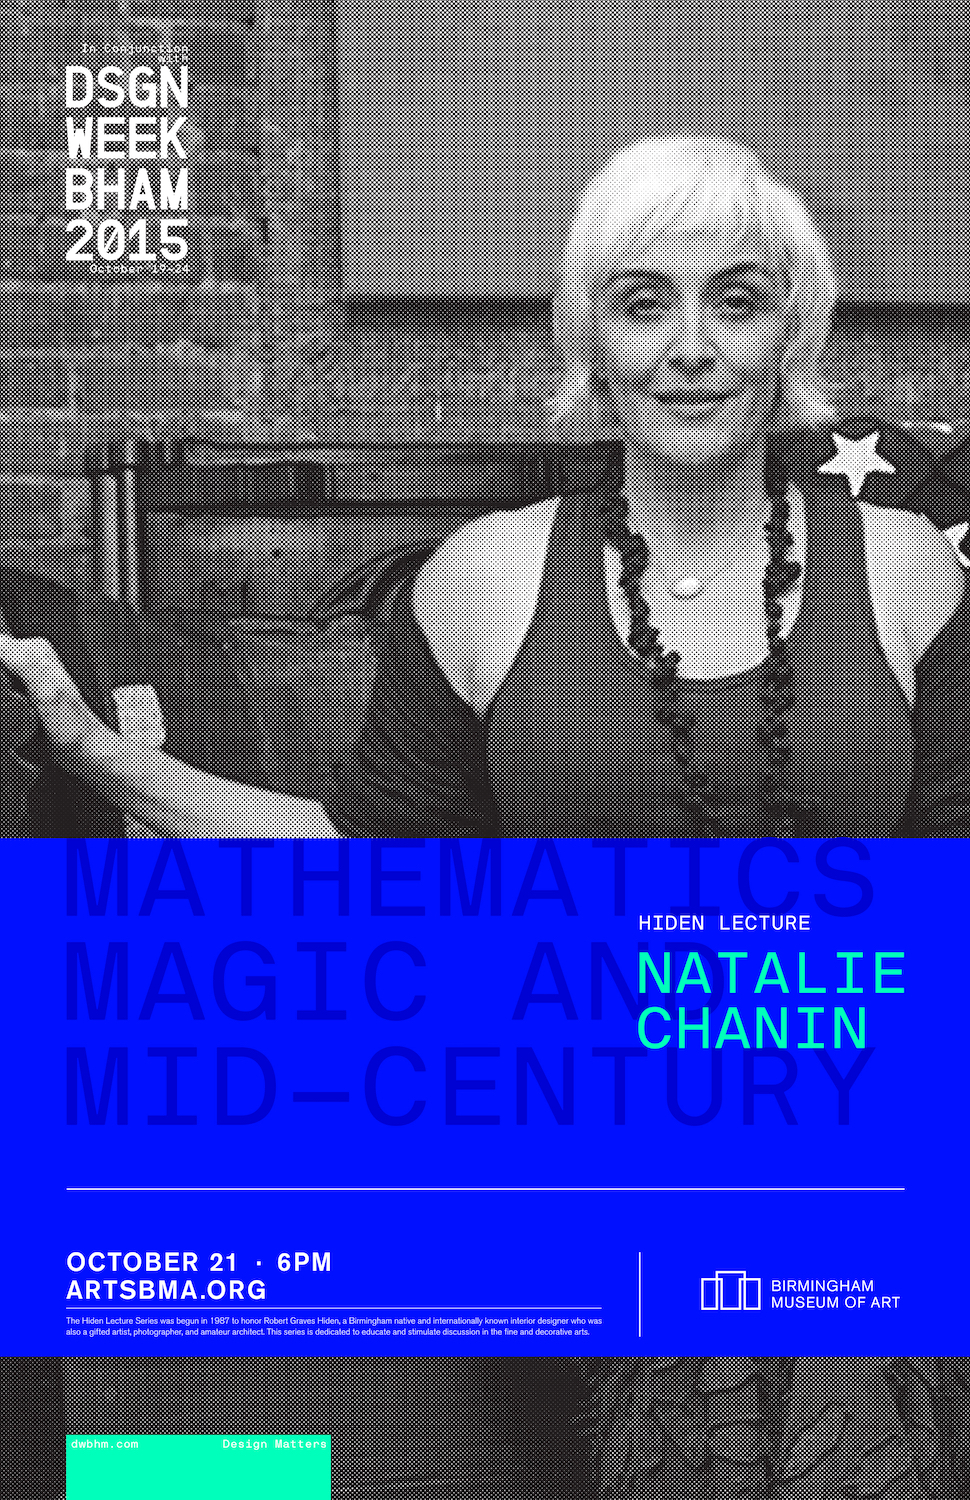 In Conjunction
with
DSGN
WEEK
BHAM
2015
October 19–24
MATHEMATICS
MAGIC AND
MID–CENTURY
HIDEN LECTURE
NATALIE
CHANIN
OCTOBER 21 · 6PM
ARTSBMA.ORG
The Hiden Lecture Series was begun in 1987 to honor Robert Graves Hiden, a Birmingham native and internationally known interior designer who was
also a gifted artist, photographer, and amateur architect. This series is dedicated to educate and stimulate discussion in the fine and decorative arts.
BIRMINGHAM
MUSEUM OF ART
dwbhm.com Design Matters